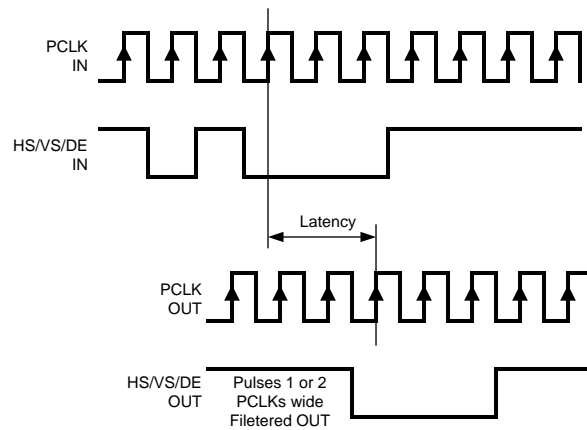 PCLK
IN
HS/VS/DE
IN
Latency
PCLK
OUT
HS/VS/DE
OUT
Pulses 1 or 2
PCLKs wide
Filetered OUT